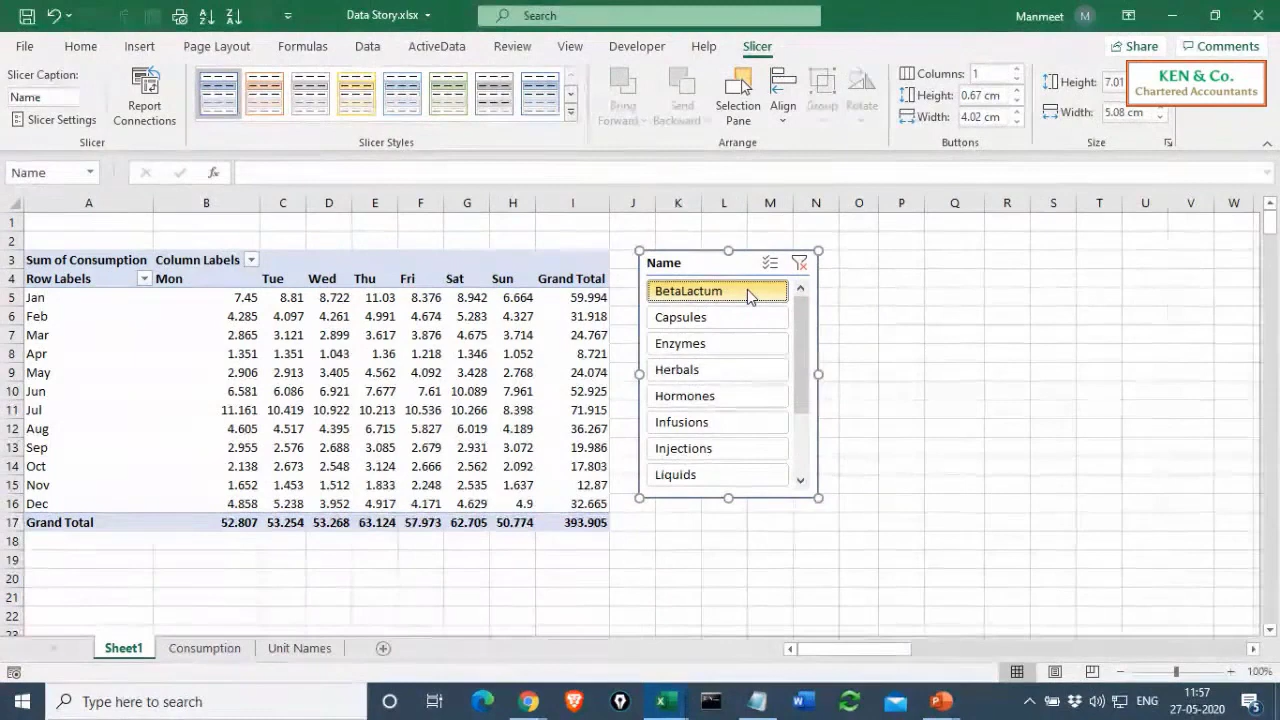 Data Story.xlsx
Search
Manmeet
M
File Home Insert Page Layout Formulas Data ActiveData Review View Developer Help Slicer
Share
Comments
Slicer Caption:
Name
Slicer Settings
Report Connections
Slicer
Slicer Styles
Bring Forward
Send Backward
Selection Pane
Align
Group
Rotate
Arrange
Columns: 1
Height: 0.67 cm
Width: 4.02 cm
Buttons
Height: 7.01
Width: 5.08 cm
Size
KEN & Co.
Chartered Accountants
Name
fx
A B C D E F G H I J K L M N O P Q R S T U V W
1
2
3 Sum of Consumption Column Labels
4 Row Labels Mon Tue Wed Thu Fri Sat Sun Grand Total
5 Jan 7.45 8.81 8.722 11.03 8.376 8.942 6.664 59.994
6 Feb 4.285 4.097 4.261 4.991 4.674 5.283 4.327 31.918
7 Mar 2.865 3.121 2.899 3.617 3.876 4.675 3.714 24.767
8 Apr 1.351 1.351 1.043 1.36 1.218 1.346 1.052 8.721
9 May 2.906 2.913 3.405 4.562 4.092 3.428 2.768 24.074
10 Jun 6.581 6.086 6.921 7.677 7.61 10.089 7.961 52.925
11 Jul 11.161 10.419 10.922 10.213 10.536 10.266 8.398 71.915
12 Aug 4.605 4.517 4.395 6.715 5.827 6.019 4.189 36.267
13 Sep 2.955 2.576 2.688 3.085 2.679 2.931 3.072 19.986
14 Oct 2.138 2.673 2.548 3.124 2.666 2.562 2.092 17.803
15 Nov 1.652 1.453 1.512 1.833 2.248 2.535 1.637 12.87
16 Dec 4.858 5.238 3.952 4.917 4.171 4.629 4.9 32.665
17 Grand Total 52.807 53.254 53.268 63.124 57.973 62.705 50.774 393.905
18
19
20
21
22
Name
BetaLactum
Capsules
Enzymes
Herbals
Hormones
Infusions
Injections
Liquids
Sheet1 Consumption Unit Names
100%
Type here to search
ENG
11:57
27-05-2020
5